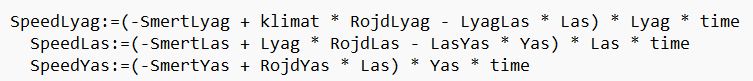 SpeedLyag:=(-SmertLyag + klimat * RojdLyag - LyagLas * Las) * Lyag * time
SpeedLas:=(-SmertLas + Lyag * RojdLas - LasYas * Yas) * Las * time
SpeedYas:=(-SmertYas + RojdYas * Las) * Yas * time